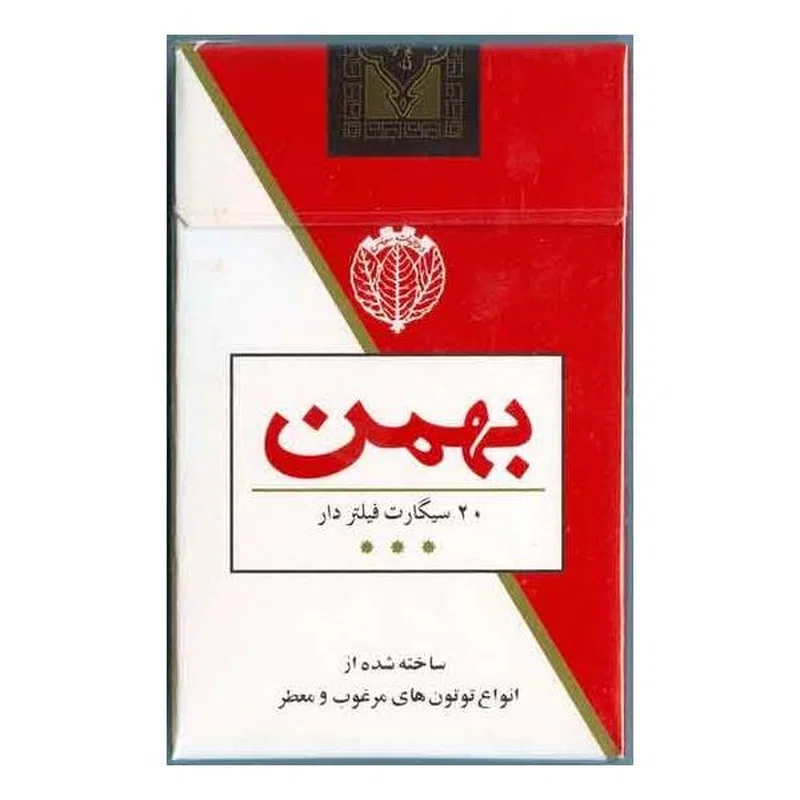 بهمن
۲۰ سیگارت فیلتر دار
ساخته شده از
انواع توتون های مرغوب و معطر